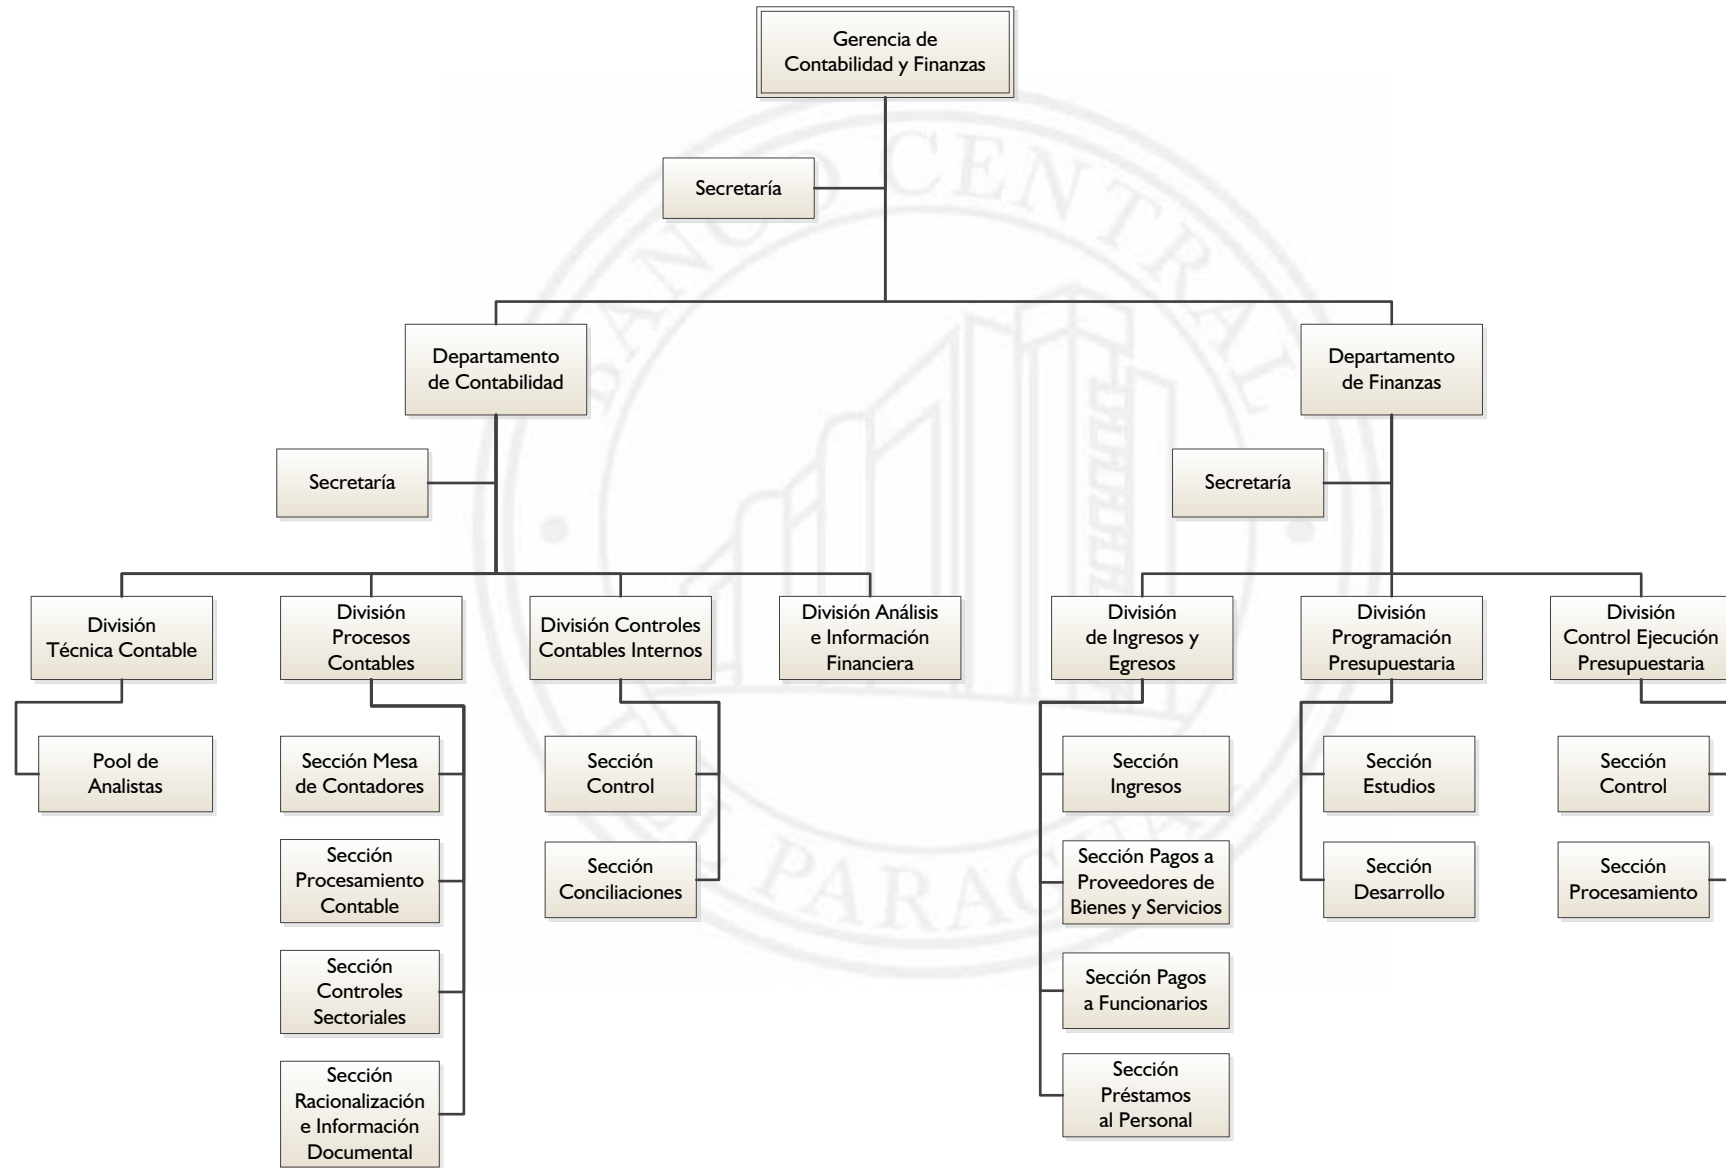 Gerencia de
Contabilidad y Finanzas
Secretaría
Departamento
de Contabilidad
Departamento
de Finanzas
Secretaría
Secretaría
División
Técnica Contable
División
Procesos
Contables
División Controles
Contables Internos
División Análisis
e Información
Financiera
División
de Ingresos y
Egresos
División
Programación
Presupuestaria
División
Control Ejecución
Presupuestaria
Pool de
Analistas
Sección Mesa
de Contadores
Sección
Control
Sección
Ingresos
Sección
Estudios
Sección
Control
Sección
Procesamiento
Contable
Sección
Conciliaciones
Sección Pagos a
Proveedores de
Bienes y Servicios
Sección
Desarrollo
Sección
Procesamiento
Sección
Controles
Sectoriales
Sección Pagos
a Funcionarios
Sección
Racionalización
e Información
Documental
Sección
Préstamos
al Personal
BANCO CENTRAL
PARAGUAY